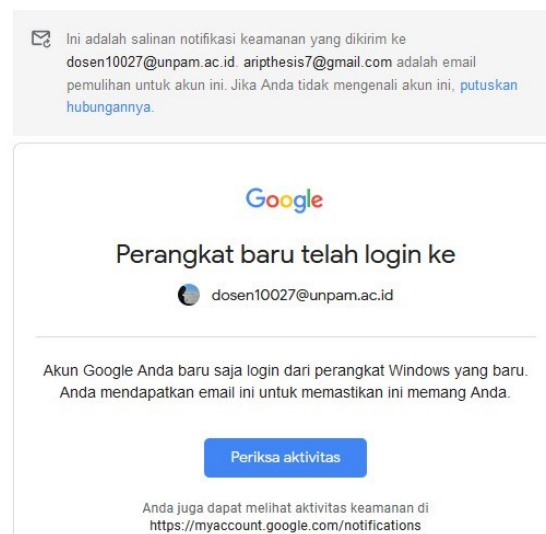 Ini adalah salinan notifikasi keamanan yang dikirim ke
dosen10027@unpam.ac.id. aripthesis7@gmail.com adalah email
pemulihan untuk akun ini. Jika Anda tidak mengenali akun ini, putuskan
hubungannya.
Google
Perangkat baru telah login ke
dosen10027@unpam.ac.id
Akun Google Anda baru saja login dari perangkat Windows yang baru.
Anda mendapatkan email ini untuk memastikan ini memang Anda.
Periksa aktivitas
Anda juga dapat melihat aktivitas keamanan di
https://myaccount.google.com/notifications